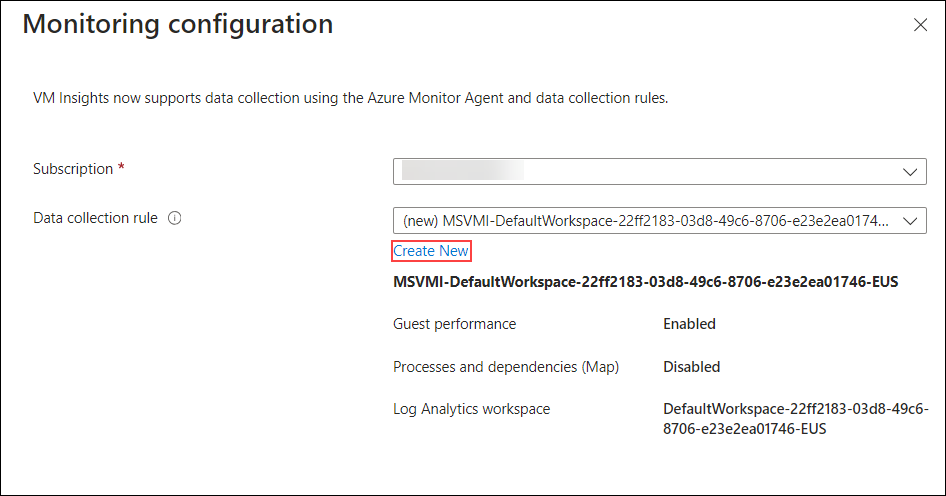 Monitoring configuration
VM Insights now supports data collection using the Azure Monitor Agent and data collection rules.
Subscription *
Data collection rule
(new) MSVMI-DefaultWorkspace-22ff2183-03d8-49c6-8706-e23e2ea0174...
Create New
MSVMI-DefaultWorkspace-22ff2183-03d8-49c6-8706-e23e2ea01746-EUS
Guest performance Enabled
Processes and dependencies (Map) Disabled
Log Analytics workspace DefaultWorkspace-22ff2183-03d8-49c6-
8706-e23e2ea01746-EUS